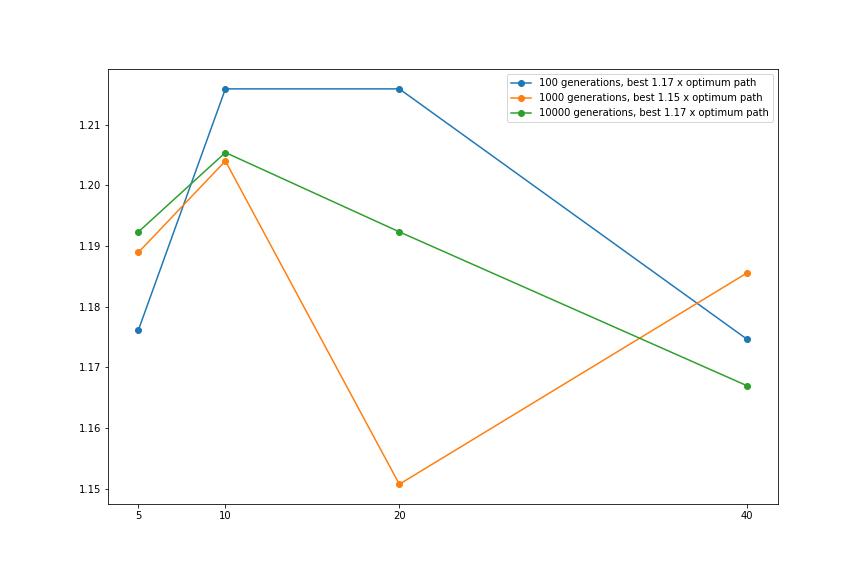 100 generations, best 1.17 x optimum path
1000 generations, best 1.15 x optimum path
10000 generations, best 1.17 x optimum path
1.21
1.20
1.19
1.18
1.17
1.16
1.15
5 10 20 40